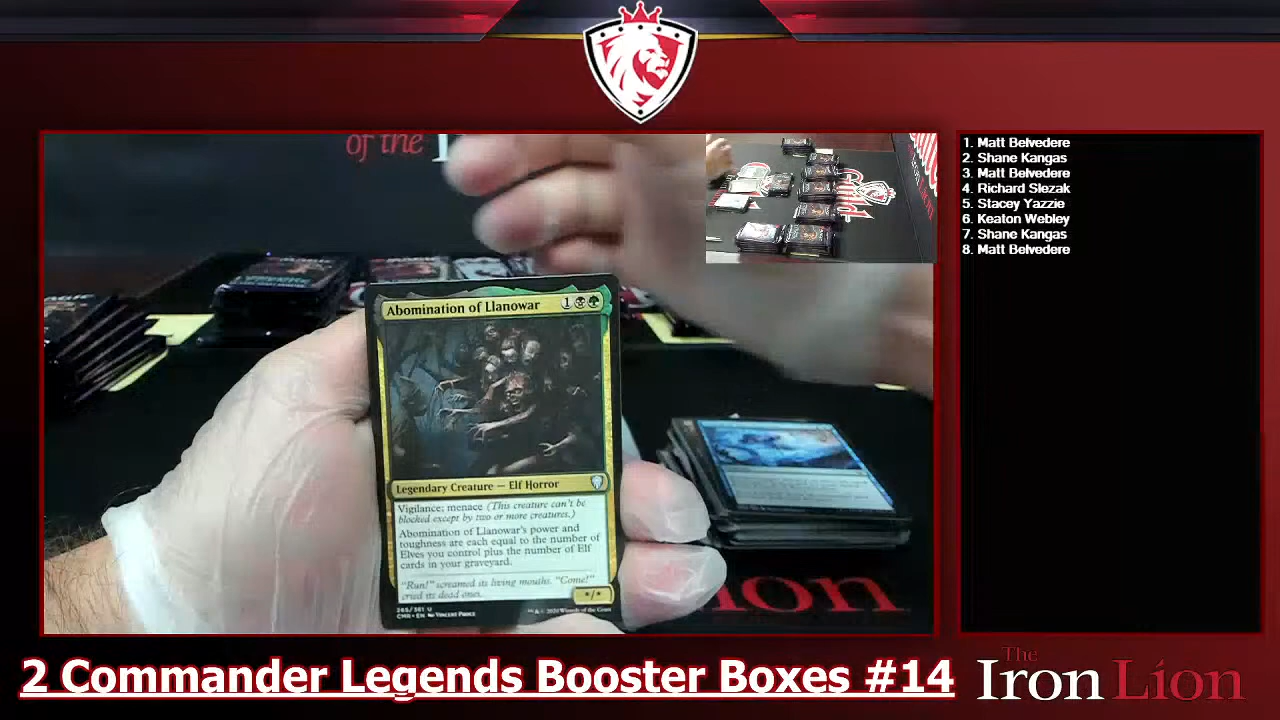 of the
1. Matt Belvedere
2. Shane Kangas
3. Matt Belvedere
4. Richard Slezak
5. Stacey Yazzie
6. Keaton Webley
7. Shane Kangas
8. Matt Belvedere
Abomination of Llanowar 1
Legendary Creature — Elf Horror
Vigilance; menace (This creature can't be
blocked except by two or more creatures.)
Abomination of Llanowar's power and
toughness are each equal to the number of
Elves you control plus the number of Elf
cards in your graveyard.
"Run!" screamed its living mouths. "Come!"
cried its dead ones.
*/*
CMR • EN
ion
2 Commander Legends Booster Boxes #14
The
Iron Lion